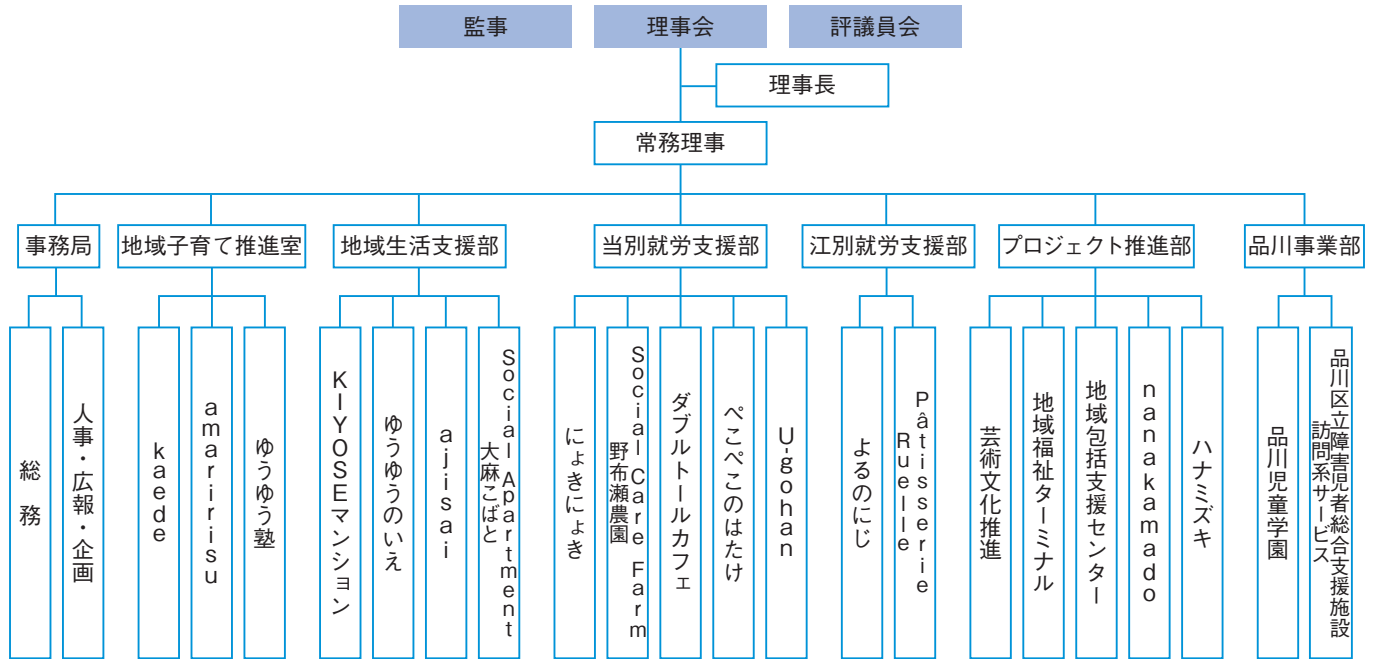 監事
理事会
評議員会
理事長
常務理事
事務局
地域子育て推進室
地域生活支援部
当別就労支援部
江別就労支援部
プロジェクト推進部
品川事業部
総務
人事・広報・企画
kaede
amaririsu
ゆうゆう塾
KIYOSEマンション
ゆうゆうのいえ
ajisai
Social Apartment
大麻こばと
にょきにょき
Social Care Farm
野布瀬農園
ダブルトールカフェ
ぺこぺこのはたけ
U-gohan
よるのにじ
Pâtisserie
Ruelle
芸術文化推進
地域福祉ターミナル
地域包括支援センター
nanakamado
ハナミズキ
品川児童学園
品川区立障害児者総合支援施設
訪問系サービス